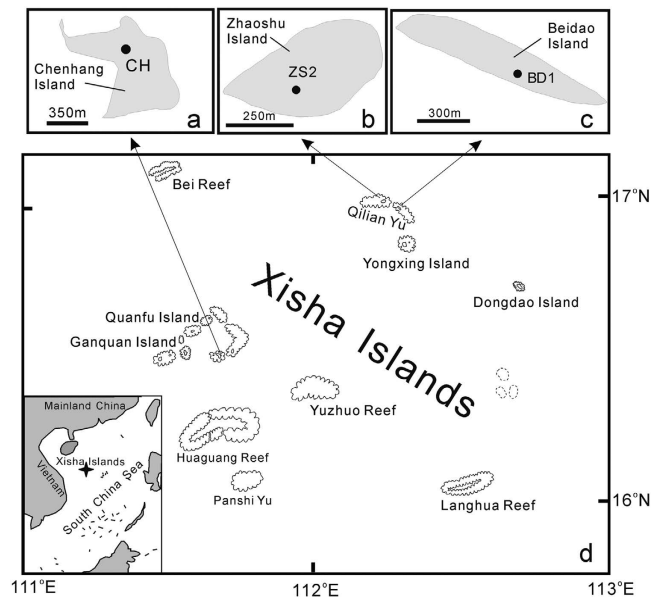 Chenhang
Island
CH
350m
a
Zhaoshu
Island
ZS2
250m
b
Beidao
Island
BD1
300m
c
Bei Reef
Qilian Yu
17°N
Yongxing Island
Dongdao Island
Xisha Islands
Quanfu Island
Ganquan Island
Yuzhuo Reef
Huaguang Reef
Panshi Yu
Langhua Reef
16°N
Mainland China
Xisha Islands
Vietnam
South China Sea
d
111°E
112°E
113°E